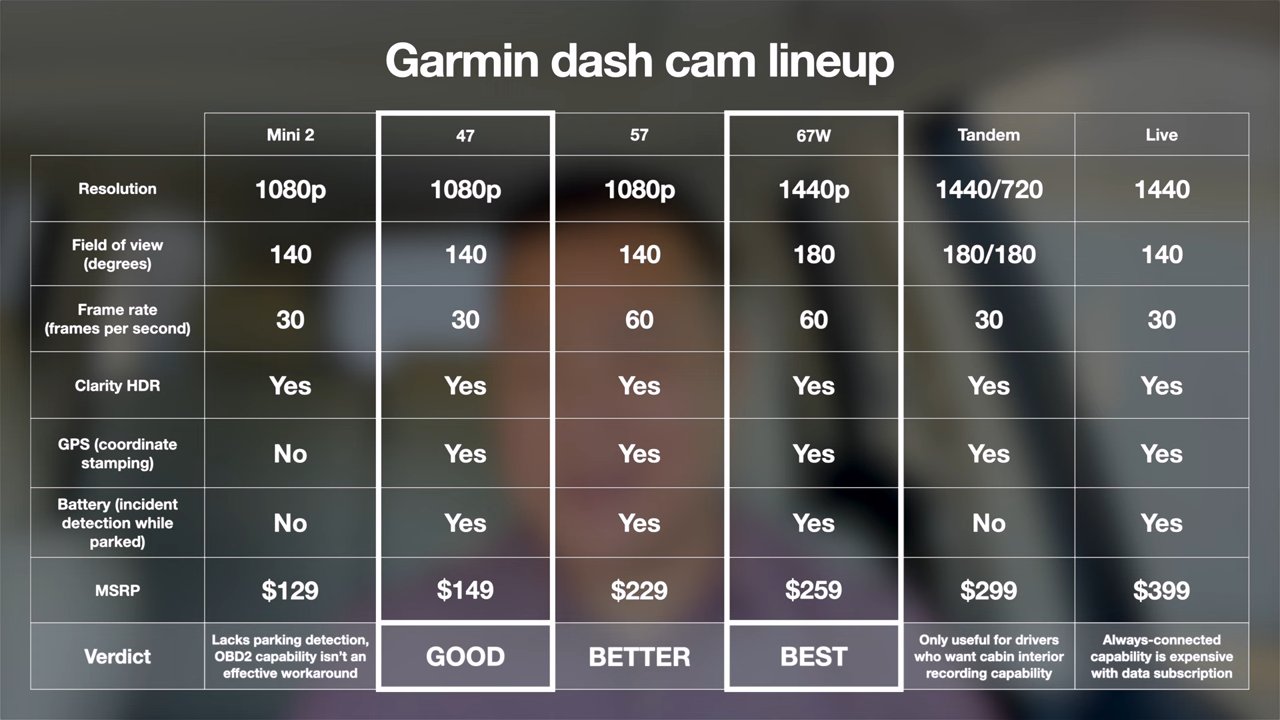 Garmin dash cam lineup
Mini 2 47 57 67W Tandem Live
Resolution 1080p 1080p 1080p 1440p 1440/720 1440
Field of view
(degrees) 140 140 140 180 180/180 140
Frame rate
(frames per second) 30 30 60 60 30 30
Clarity HDR Yes Yes Yes Yes Yes Yes
GPS (coordinate
stamping) No Yes Yes Yes Yes Yes
Battery (incident
detection while
parked) No Yes Yes Yes No Yes
MSRP $129 $149 $229 $259 $299 $399
Verdict
Lacks parking detection,
OBD2 capability isn't an
effective workaround
GOOD
BETTER
BEST
Only useful for drivers
who want cabin interior
recording capability
Always-connected
capability is expensive
with data subscription